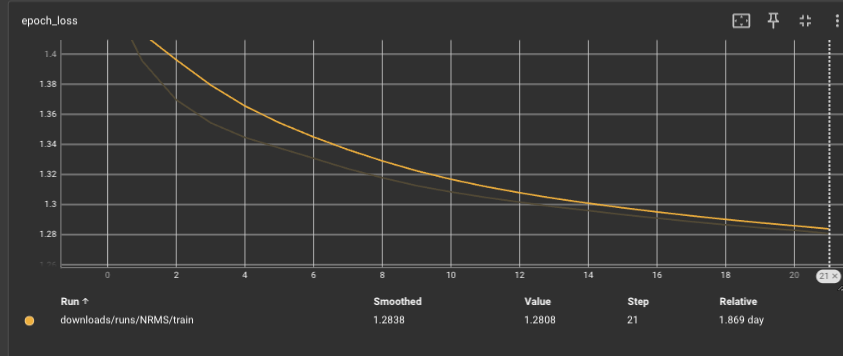 epoch_loss
1.4
1.38
1.36
1.34
1.32
1.3
1.28
1.26
0 2 4 6 8 10 12 14 16 18 20 21 ×
Run ↑ Smoothed Value Step Relative
downloads/runs/NRMS/train 1.2838 1.2808 21 1.869 day